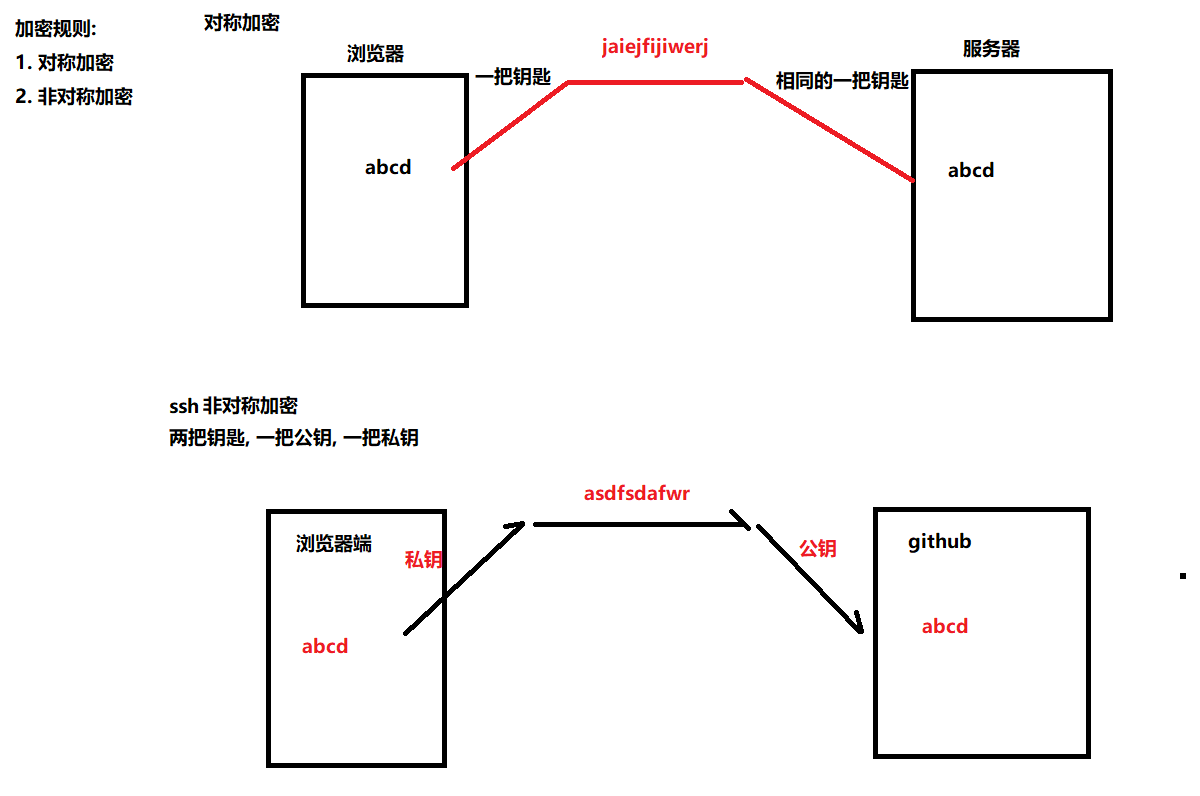 加密规则:
1. 对称加密
2. 非对称加密
对称加密
浏览器
一把钥匙
jaiejfijiwerj
相同的一把钥匙
服务器
abcd
abcd
ssh 非对称加密
两把钥匙, 一把公钥, 一把私钥
浏览器端
私钥
asdfsdafwr
公钥
github
abcd
abcd